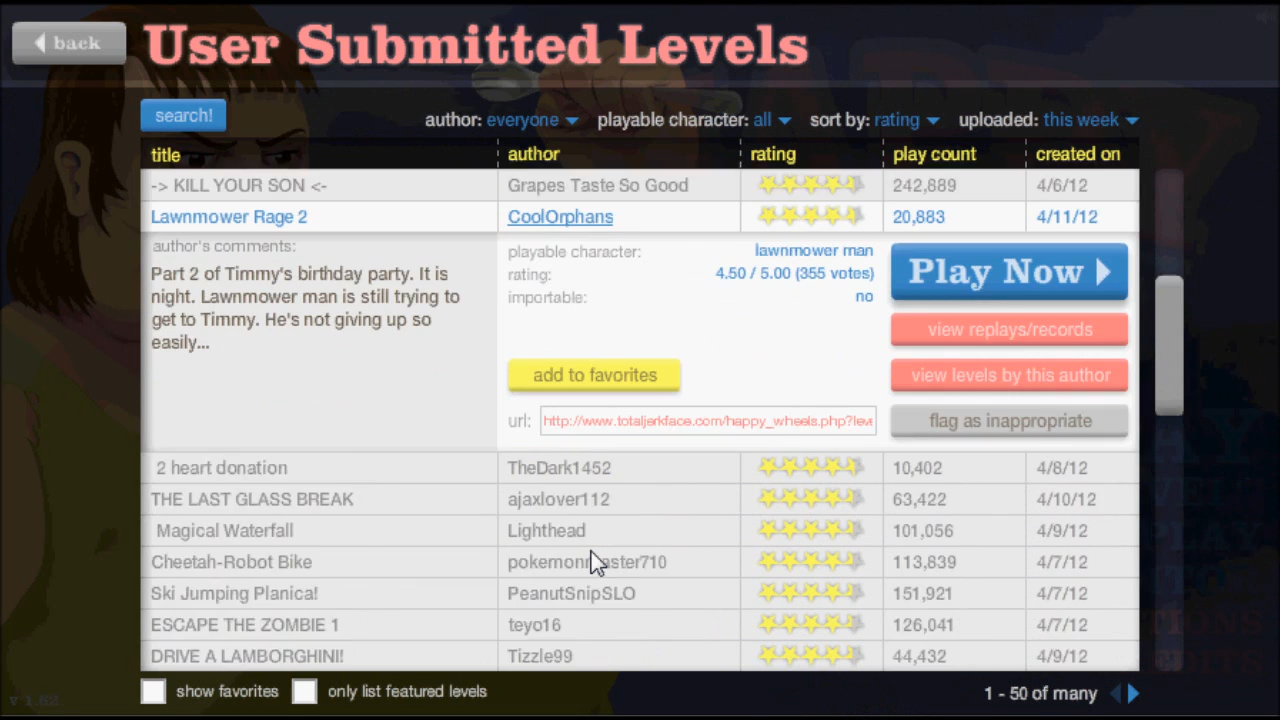 back
User Submitted Levels
search!
author: everyone playable character: all sort by: rating uploaded: this week
title author rating play count created on
-> KILL YOUR SON <- Grapes Taste So Good 242,889 4/6/12
Lawnmower Rage 2 CoolOrphans 20,883 4/11/12
author's comments:
Part 2 of Timmy's birthday party. It is
night. Lawnmower man is still trying to
get to Timmy. He's not giving up so
easily...
playable character: lawnmower man
rating: 4.50 / 5.00 (355 votes)
importable: no
add to favorites
url: http://www.totaljerkface.com/happy_wheels.php?leve
Play Now
view replays/records
view levels by this author
flag as inappropriate
2 heart donation TheDark1452 10,402 4/8/12
THE LAST GLASS BREAK ajaxlover112 63,422 4/10/12
Magical Waterfall Lighthead 101,056 4/9/12
Cheetah-Robot Bike 113,839 4/7/12
Ski Jumping Planica! PeanutSnipSLO 151,921 4/7/12
ESCAPE THE ZOMBIE 1 teyo16 126,041 4/7/12
DRIVE A LAMBORGHINI! Tizzle99 44,432 4/9/12
show favorites only list featured levels
1 - 50 of many
v 1.62